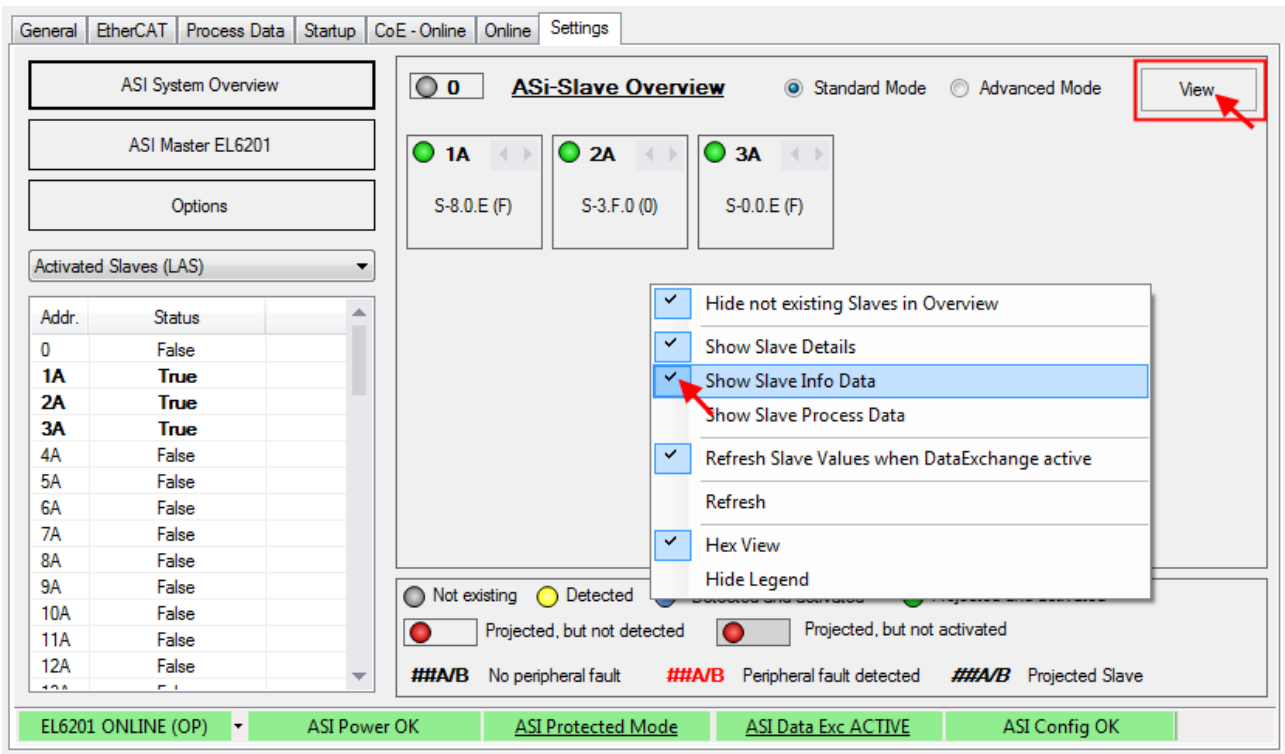 General EtherCAT Process Data Startup CoE - Online Online Settings
ASI System Overview
ASI Master EL6201
Options
Activated Slaves (LAS)
Addr. Status
0 False
1A True
2A True
3A True
4A False
5A False
6A False
7A False
8A False
9A False
10A False
11A False
12A False
0 ASi-Slave Overview Standard Mode Advanced Mode View
1A 2A 3A
S-8.0.E (F) S-3.F.0 (0) S-0.0.E (F)
Hide not existing Slaves in Overview
Show Slave Details
Show Slave Info Data
Show Slave Process Data
Refresh Slave Values when DataExchange active
Refresh
Hex View
Hide Legend
Not existing Detected Detected and activated Projected and activated
Projected, but not detected Projected, but not activated
##A/B No peripheral fault ##A/B Peripheral fault detected ##A/B Projected Slave
EL6201 ONLINE (OP) ASI Power OK ASI Protected Mode ASI Data Exc ACTIVE ASI Config OK